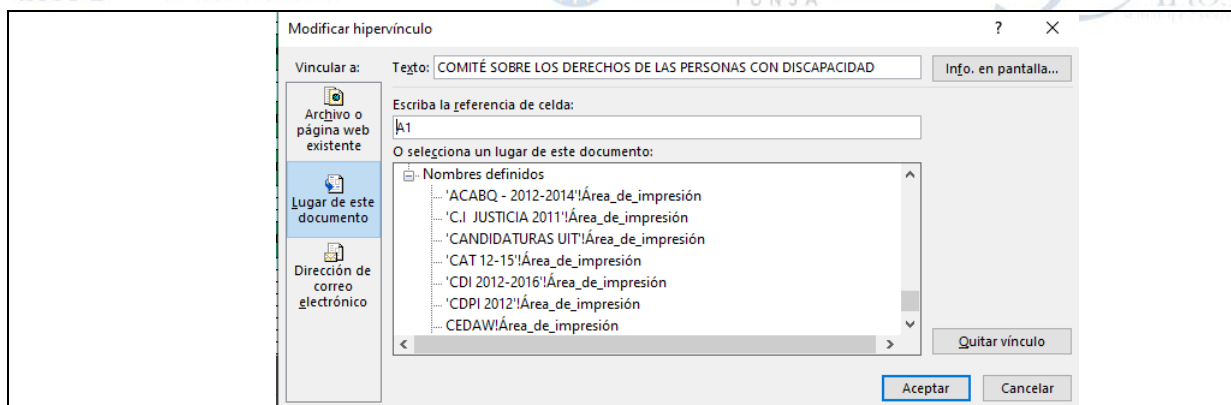 FUNSA
Modificar hipervínculo ? ×
Vincular a: Texto: COMITÉ SOBRE LOS DERECHOS DE LAS PERSONAS CON DISCAPACIDAD Info. en pantalla...
Archivo o
página web
existente
Escriba la referencia de celda:
A1
O selecciona un lugar de este documento:
Lugar de este
documento
Dirección de
correo
electrónico
Nombres definidos
'ACABQ - 2012-2014'!Área_de_impresión
'C.I JUSTICIA 2011'!Área_de_impresión
'CANDIDATURAS UIT'!Área_de_impresión
'CAT 12-15'!Área_de_impresión
'CDI 2012-2016'!Área_de_impresión
'CDPI 2012'!Área_de_impresión
CEDAW!Área_de_impresión
Quitar vínculo
Aceptar Cancelar